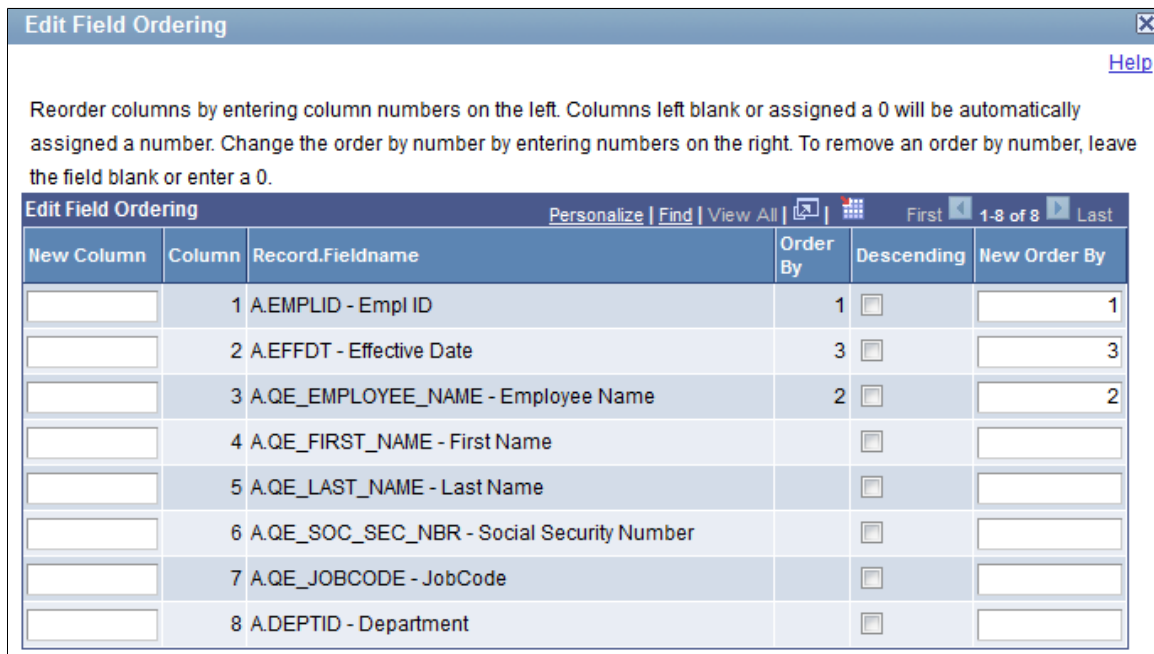 Edit Field Ordering
Help
Reorder columns by entering column numbers on the left. Columns left blank or assigned a 0 will be automatically
assigned a number. Change the order by number by entering numbers on the right. To remove an order by number, leave
the field blank or enter a 0.
Edit Field Ordering Personalize | Find | View All | | First 1-8 of 8 Last
New Column Column Record.Fieldname Order By Descending New Order By
1 A.EMPLID - Empl ID 1 1
2 A.EFFDT - Effective Date 3 3
3 A.QE_EMPLOYEE_NAME - Employee Name 2 2
4 A.QE_FIRST_NAME - First Name
5 A.QE_LAST_NAME - Last Name
6 A.QE_SOC_SEC_NBR - Social Security Number
7 A.QE_JOBCODE - JobCode
8 A.DEPTID - Department